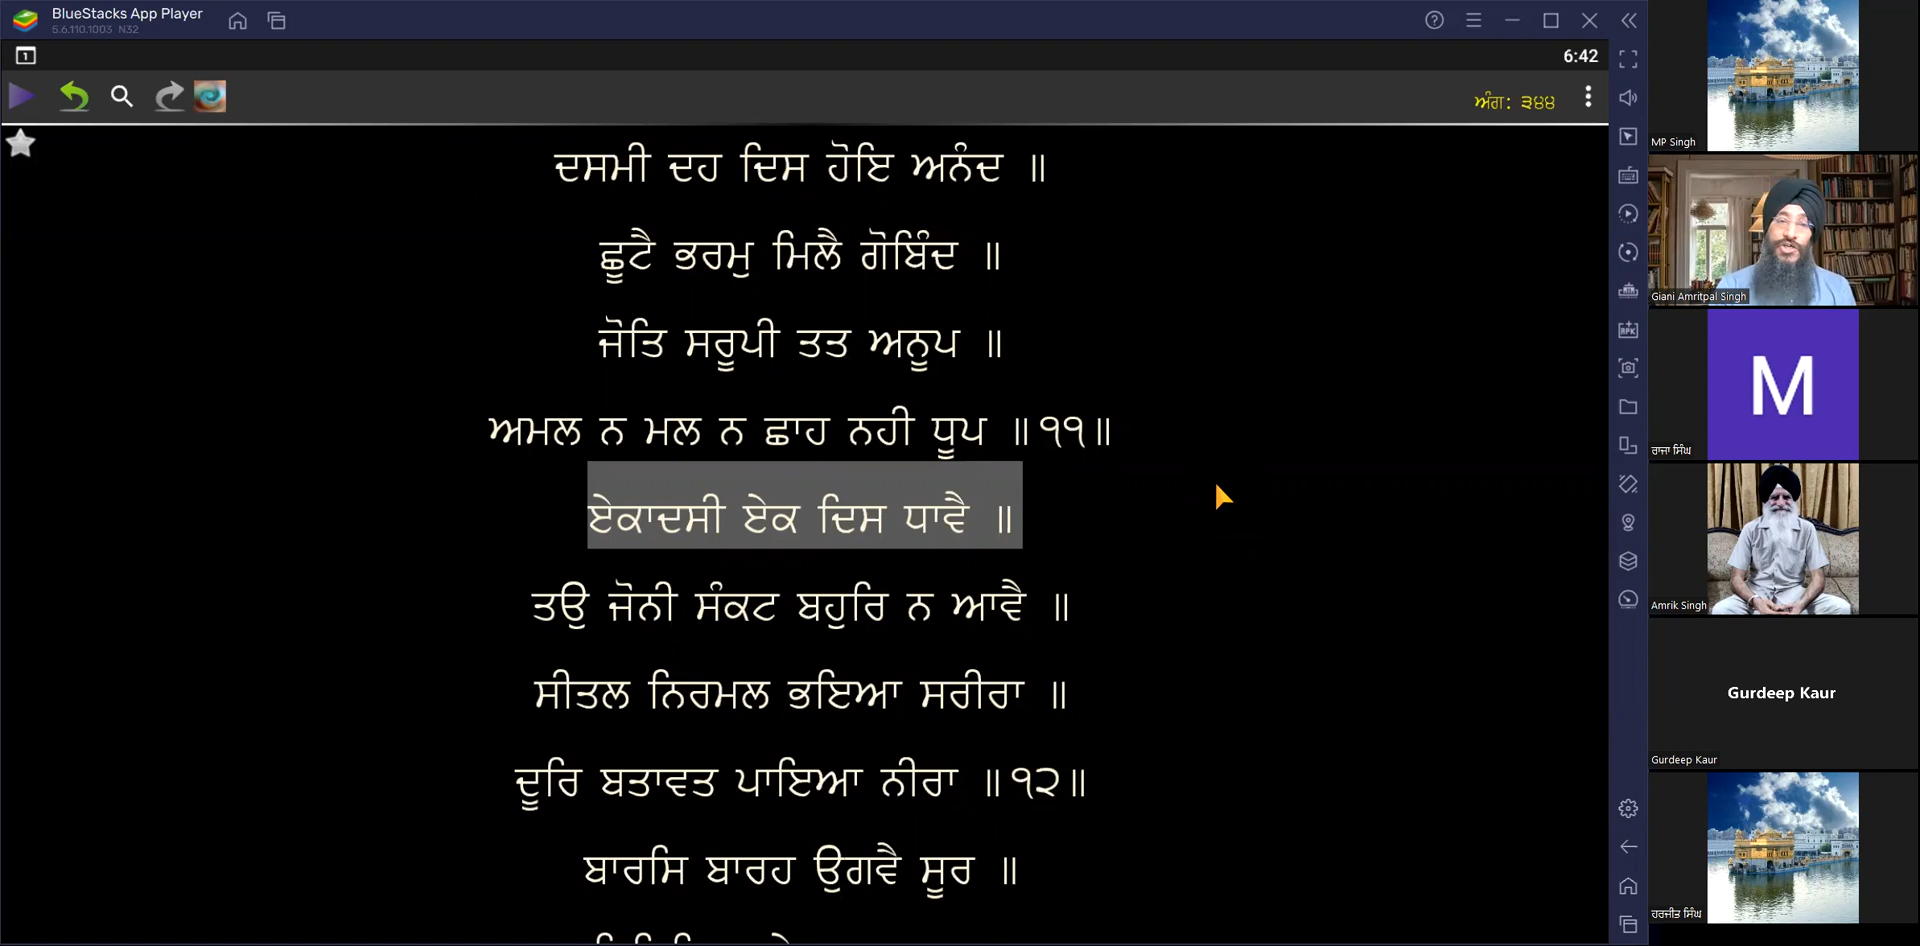 BlueStacks App Player
5.6.110.1003 N32
6:42
ਅੰਗ: ੩੪੪
ਦਸਮੀ ਦਹ ਦਿਸ ਹੋਇ ਅਨੰਦ ॥
ਛੂਟੈ ਭਰਮੁ ਮਿਲੈ ਗੋਬਿੰਦ ॥
ਜੋਤਿ ਸਰੂਪੀ ਤਤ ਅਨੂਪ ॥
ਅਮਲ ਨ ਮਲ ਨ ਛਾਹ ਨਹੀ ਧੂਪ ॥੧੧॥
ਏਕਾਦਸੀ ਏਕ ਦਿਸ ਧਾਵੈ ॥
ਤਉ ਜੋਨੀ ਸੰਕਟ ਬਹੁਰਿ ਨ ਆਵੈ ॥
ਸੀਤਲ ਨਿਰਮਲ ਭਇਆ ਸਰੀਰਾ ॥
ਦੂਰਿ ਬਤਾਵਤ ਪਾਇਆ ਨੀਰਾ ॥੧੨॥
ਬਾਰਸਿ ਬਾਰਹ ਉਗਵੈ ਸੂਰ ॥
MP Singh
Giani Amritpal Singh
M
ਰਾਜਾ ਸਿੰਘ
Amrik Singh
Gurdeep Kaur
Gurdeep Kaur
ਹਰਜੀਤ ਸਿੰਘ